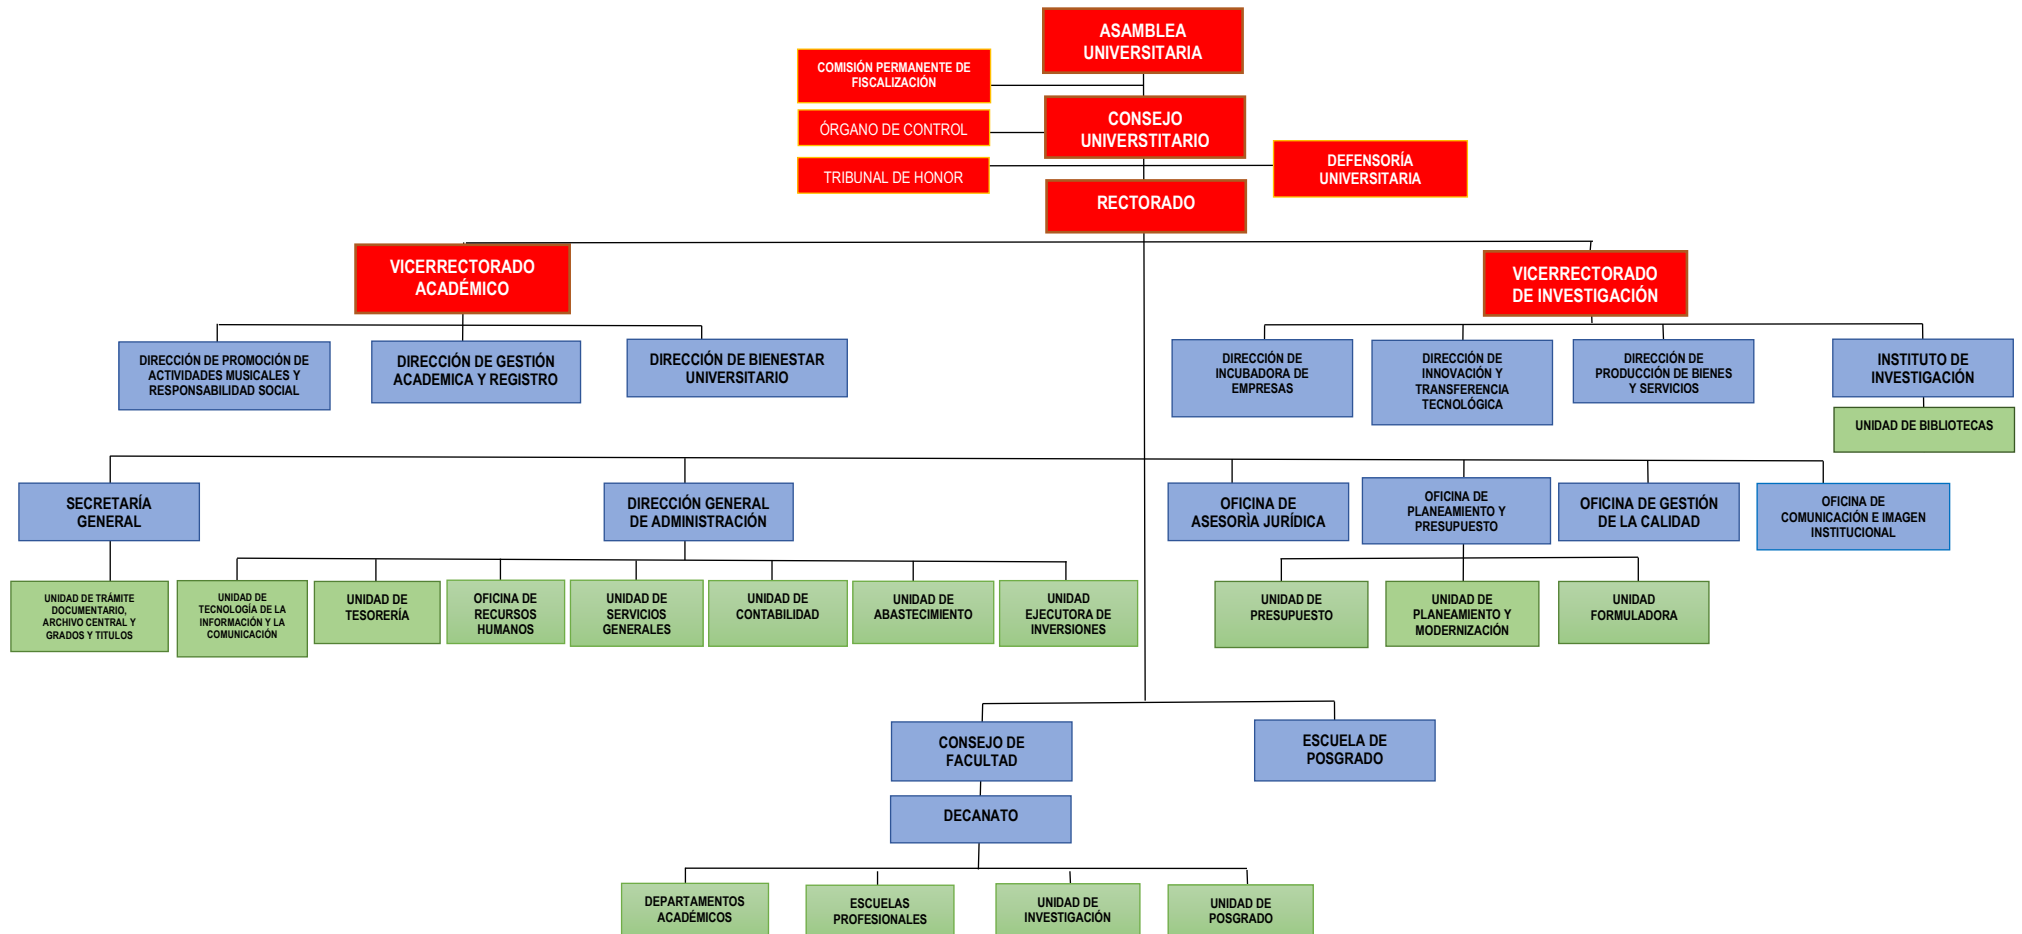 ASAMBLEA
UNIVERSITARIA
COMISIÓN PERMANENTE DE
FISCALIZACIÓN
CONSEJO
UNIVERSTITARIO
ÓRGANO DE CONTROL
TRIBUNAL DE HONOR
DEFENSORÍA
UNIVERSITARIA
RECTORADO
VICERRECTORADO
ACADÉMICO
VICERRECTORADO
DE INVESTIGACIÓN
DIRECCIÓN DE PROMOCIÓN DE
ACTIVIDADES MUSICALES Y
RESPONSABILIDAD SOCIAL
DIRECCIÓN DE GESTIÓN
ACADEMICA Y REGISTRO
DIRECCIÓN DE BIENESTAR
UNIVERSITARIO
DIRECCIÓN DE
INCUBADORA DE
EMPRESAS
DIRECCIÓN DE
INNOVACIÓN Y
TRANSFERENCIA
TECNOLÓGICA
DIRECCIÓN DE
PRODUCCIÓN DE BIENES
Y SERVICIOS
INSTITUTO DE
INVESTIGACIÓN
UNIDAD DE BIBLIOTECAS
SECRETARÍA
GENERAL
DIRECCIÓN GENERAL
DE ADMINISTRACIÓN
OFICINA DE
ASESORÌA JURÍDICA
OFICINA DE
PLANEAMIENTO Y
PRESUPUESTO
OFICINA DE GESTIÓN
DE LA CALIDAD
OFICINA DE
COMUNICACIÓN E IMAGEN
INSTITUCIONAL
UNIDAD DE TRÁMITE
DOCUMENTARIO,
ARCHIVO CENTRAL Y
GRADOS Y TITULOS
UNIDAD DE
TECNOLOGÍA DE LA
INFORMACIÓN Y LA
COMUNICACIÓN
UNIDAD DE
TESORERÍA
OFICINA DE
RECURSOS
HUMANOS
UNIDAD DE
SERVICIOS
GENERALES
UNIDAD DE
CONTABILIDAD
UNIDAD DE
ABASTECIMIENTO
UNIDAD
EJECUTORA DE
INVERSIONES
UNIDAD DE
PRESUPUESTO
UNIDAD DE
PLANEAMIENTO Y
MODERNIZACIÓN
UNIDAD
FORMULADORA
CONSEJO DE
FACULTAD
ESCUELA DE
POSGRADO
DECANATO
DEPARTAMENTOS
ACADÉMICOS
ESCUELAS
PROFESIONALES
UNIDAD DE
INVESTIGACIÓN
UNIDAD DE
POSGRADO